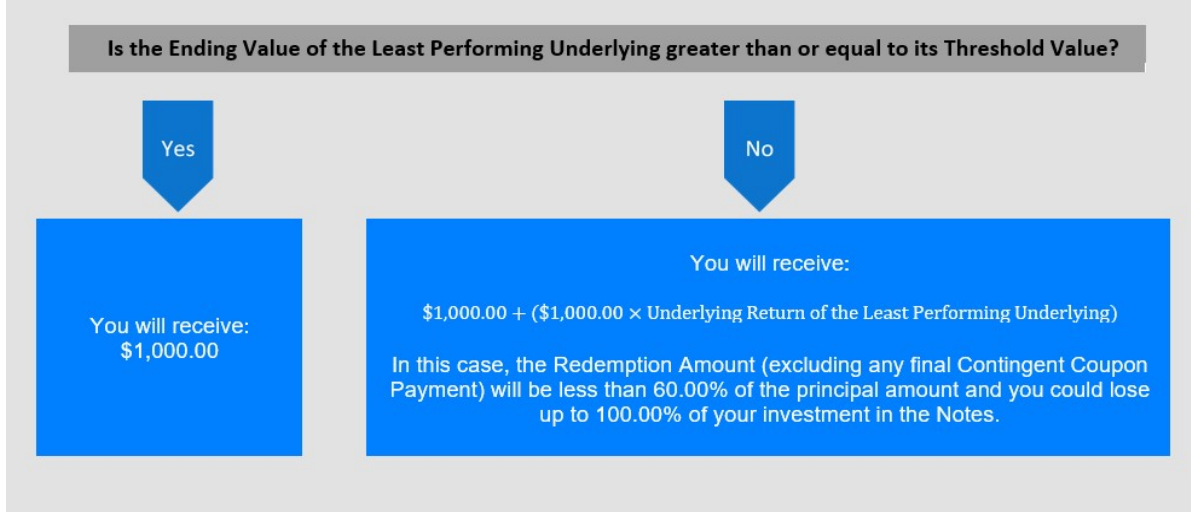 Is the Ending Value of the Least Performing Underlying greater than or equal to its Threshold Value?
Yes
No
You will receive:
$1,000.00
You will receive:
$1,000.00 + ($1,000.00 × Underlying Return of the Least Performing Underlying)
In this case, the Redemption Amount (excluding any final Contingent Coupon
Payment) will be less than 60.00% of the principal amount and you could lose
up to 100.00% of your investment in the Notes.